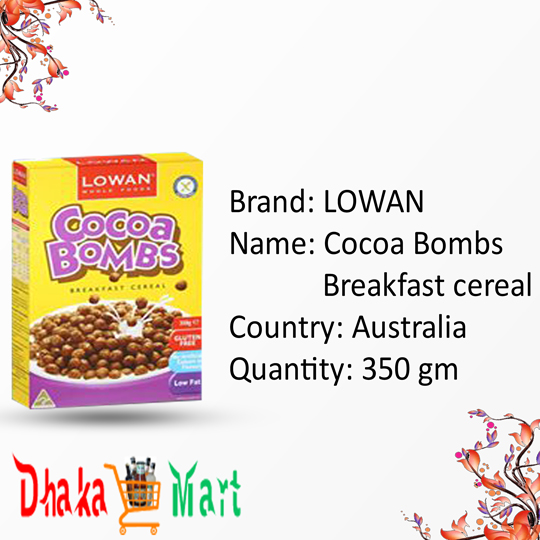 LOWAN
WHOLE FOODS
Cocoa
BOMBS
BREAKFAST CEREAL
350g ℮
GLUTEN
FREE
Low Fat
Brand: LOWAN
Name: Cocoa Bombs
Breakfast cereal
Country: Australia
Quantity: 350 gm
Dhaka Mart